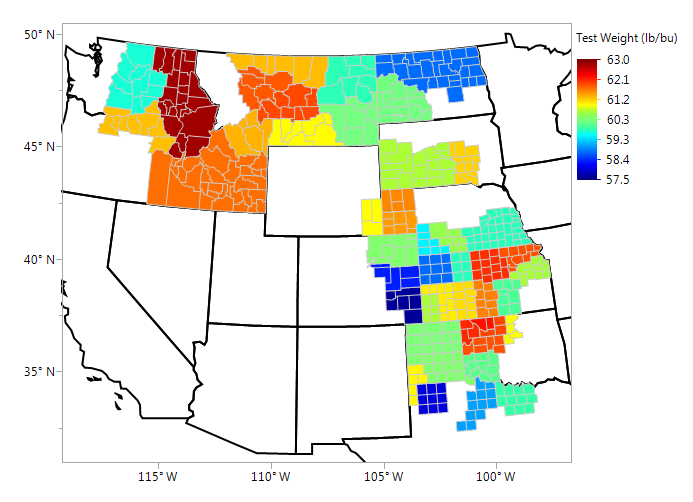 50° N
45° N
40° N
35° N
115° W 110° W 105° W 100° W
Test Weight (lb/bu)
63.0
62.1
61.2
60.3
59.3
58.4
57.5